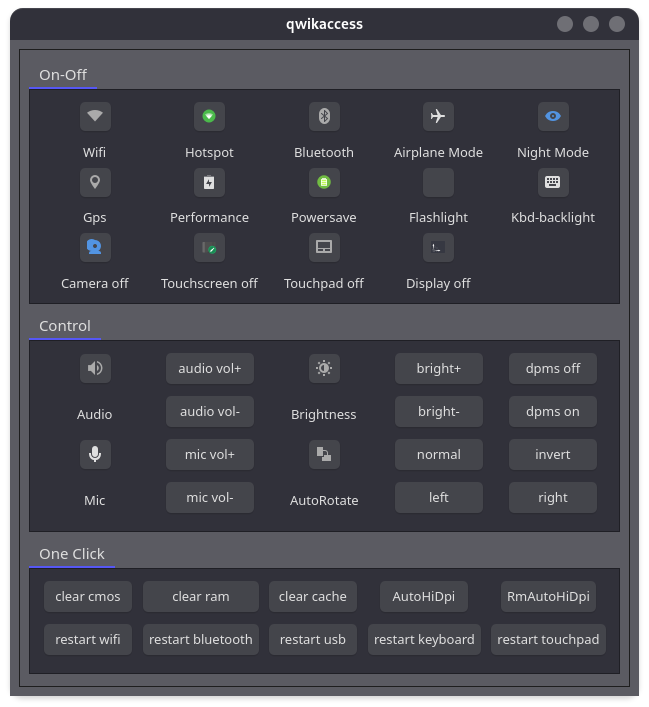 qwikaccess
On-Off
Wifi Hotspot Bluetooth Airplane Mode Night Mode
Gps Performance Powersave Flashlight Kbd-backlight
Camera off Touchscreen off Touchpad off Display off
Control
audio vol+ bright+ dpms off
Audio audio vol- Brightness bright- dpms on
mic vol+ normal invert
Mic mic vol- AutoRotate left right
One Click
clear cmos clear ram clear cache AutoHiDpi RmAutoHiDpi
restart wifi restart bluetooth restart usb restart keyboard restart touchpad